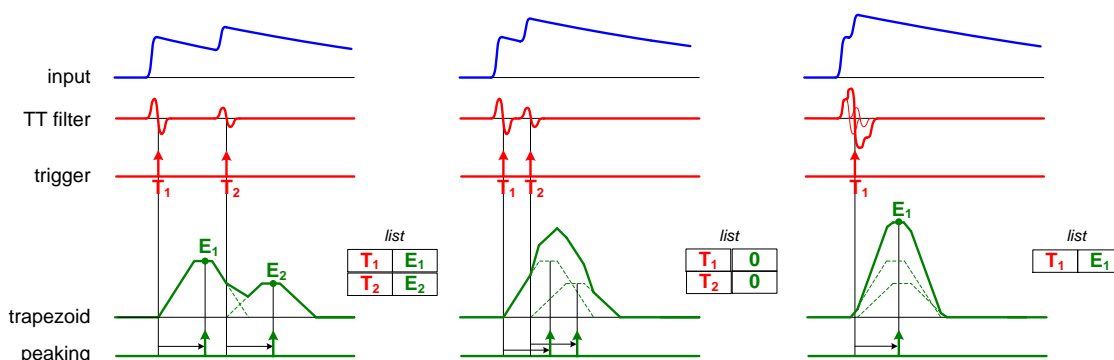 input
TT filter
trigger
T1 T2
T1 T2
T1
E1
E2
list
T1 E1
T2 E2
list
T1 0
T2 0
E1
list
T1 E1
trapezoid
peaking